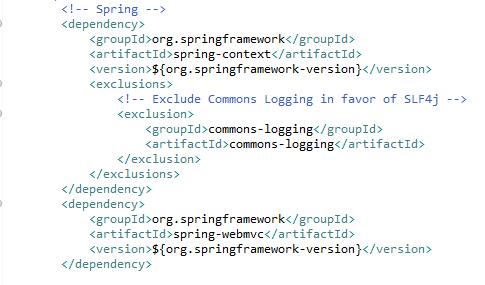 <!-- Spring -->
<dependency>
<groupId>org.springframework</groupId>
<artifactId>spring-context</artifactId>
<version>${org.springframework-version}</version>
<exclusions>
<!-- Exclude Commons Logging in favor of SLF4j -->
<exclusion>
<groupId>commons-logging</groupId>
<artifactId>commons-logging</artifactId>
</exclusion>
</exclusions>
</dependency>
<dependency>
<groupId>org.springframework</groupId>
<artifactId>spring-webmvc</artifactId>
<version>${org.springframework-version}</version>
</dependency>